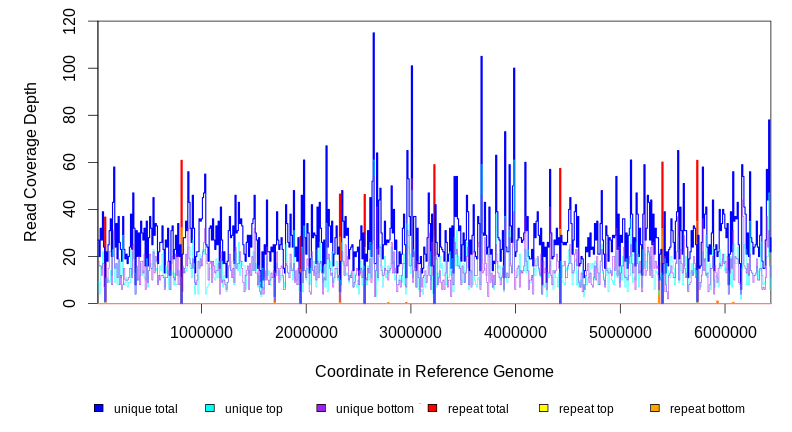 120
100
80
60
40
20
0
Read Coverage Depth
1000000 2000000 3000000 4000000 5000000 6000000
Coordinate in Reference Genome
unique total unique top unique bottom repeat total repeat top repeat bottom